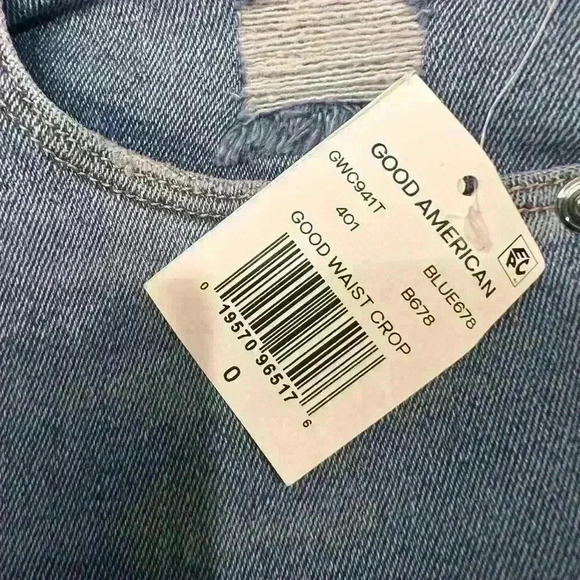 GOOD AMERICAN
GWC941T BLUE678
401 B678
GOOD WAIST CROP
0 19570 96517 6
0